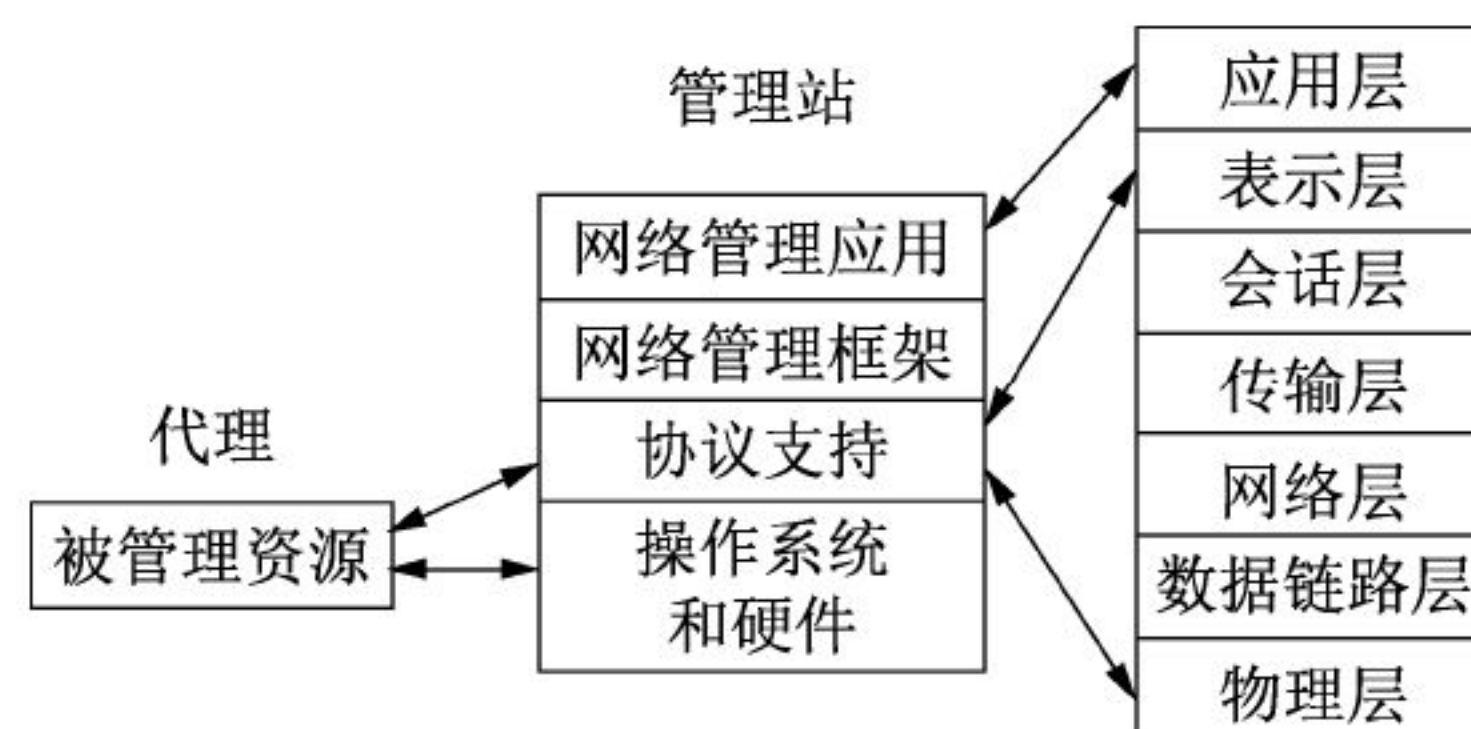 代理
被管理资源
管理站
网络管理应用
网络管理框架
协议支持
操作系统
和硬件
应用层
表示层
会话层
传输层
网络层
数据链路层
物理层